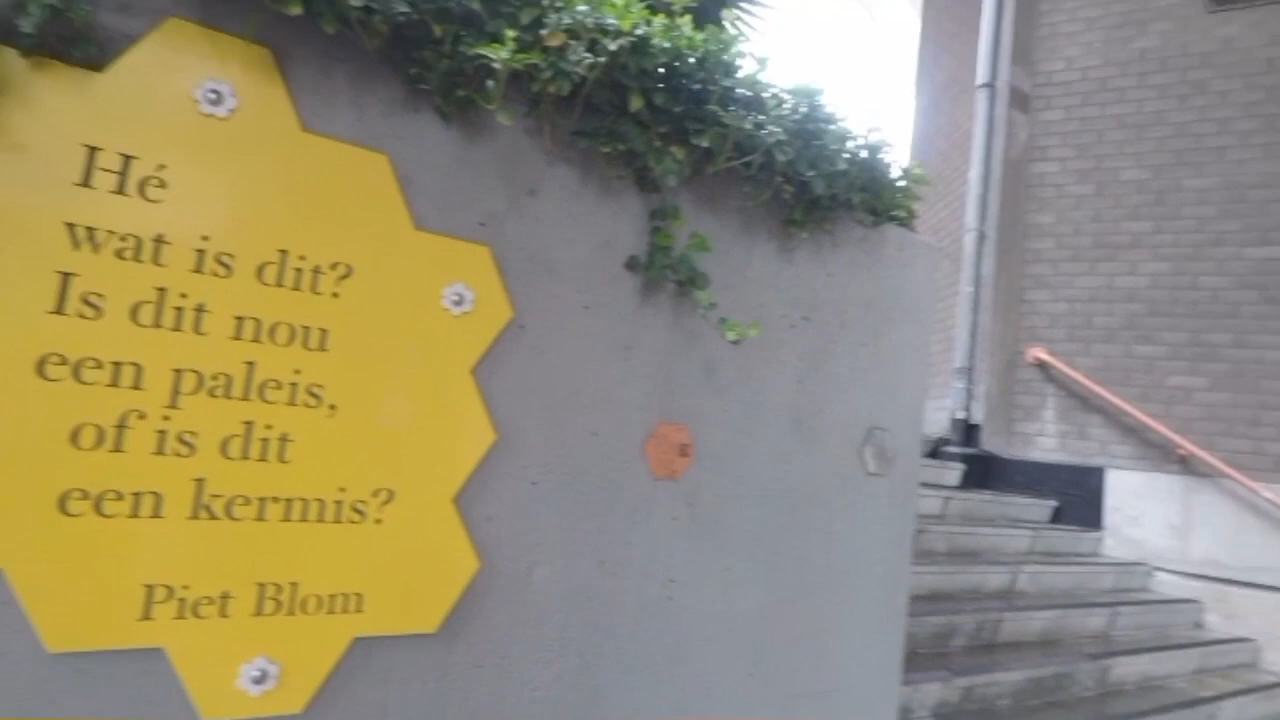 Hé
wat is dit?
Is dit nou
een paleis,
of is dit
een kermis?
Piet Blom